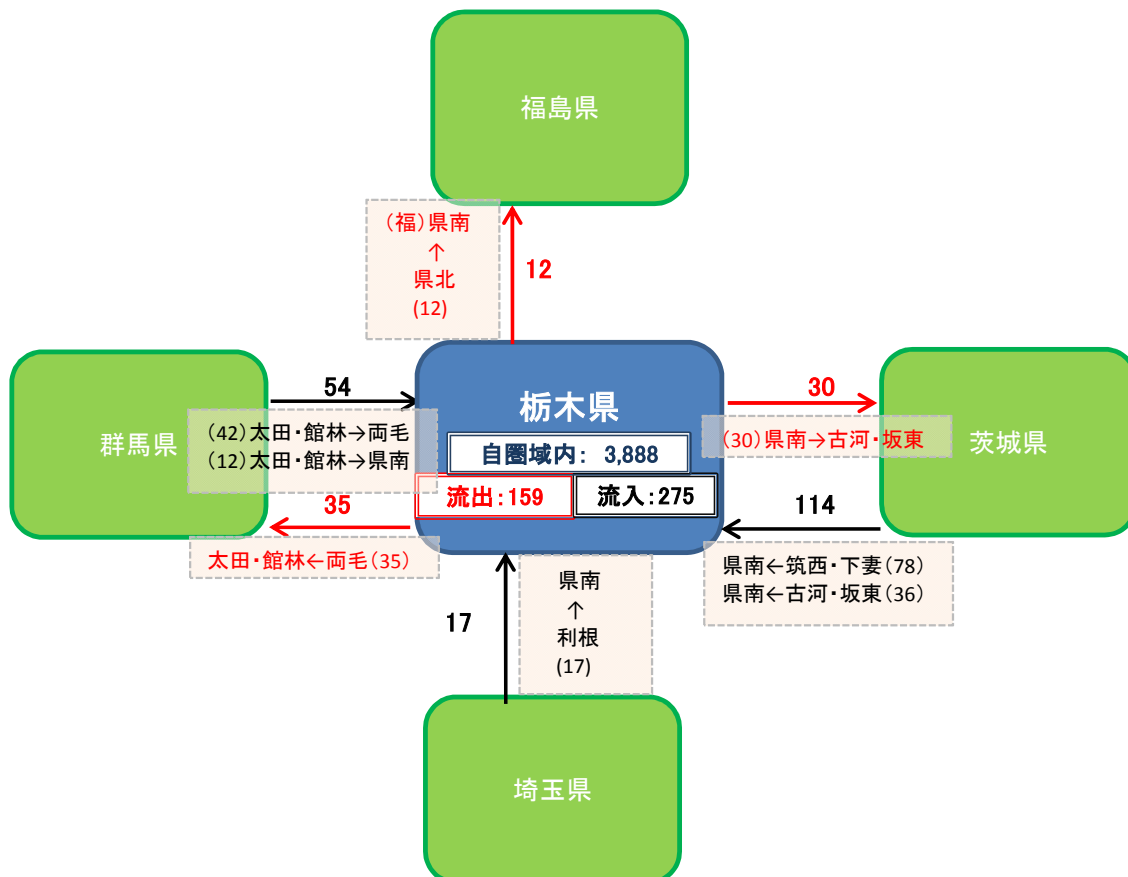 福島県
(福)県南
↑
県北
(12)
12
54
群馬県
(42)太田・館林→両毛
(12)太田・館林→県南
35
太田・館林←両毛(35)
栃木県
自圏域内: 3,888
流出:159
流入:275
30
(30)県南→古河・坂東
茨城県
114
県南←筑西・下妻(78)
県南←古河・坂東(36)
17
県南
↑
利根
(17)
埼玉県